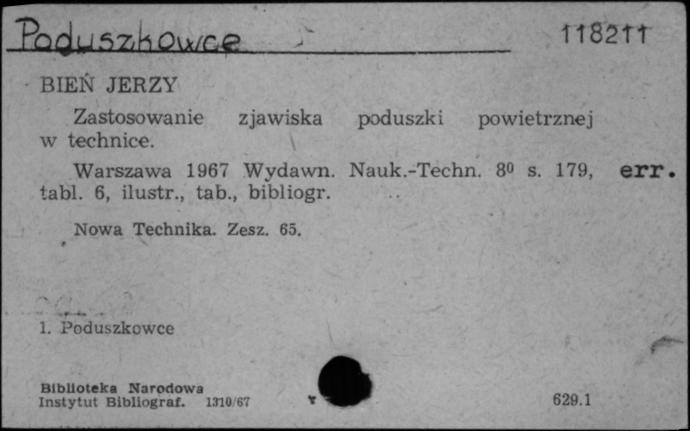 Poduszkowce 118211
BIEŃ JERZY
Zastosowanie zjawiska poduszki powietrznej
w technice.
Warszawa 1967 Wydawn. Nauk.-Techn. 8⁰ s. 179, err.
tabl. 6, ilustr., tab., bibliogr.
Nowa Technika. Zesz. 65.
1. Poduszkowce
Biblioteka Narodowa
Instytut Bibliograf. 1310/67 629.1